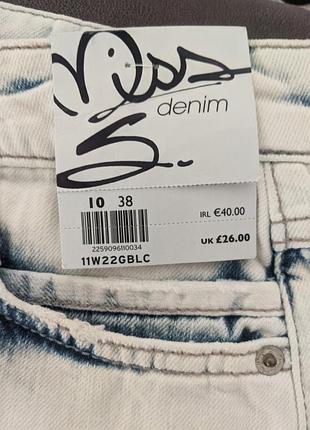 Miss
denim
S..
10 38
IRL €40.00
2259096110034
11W22GBLC
UK £26.00